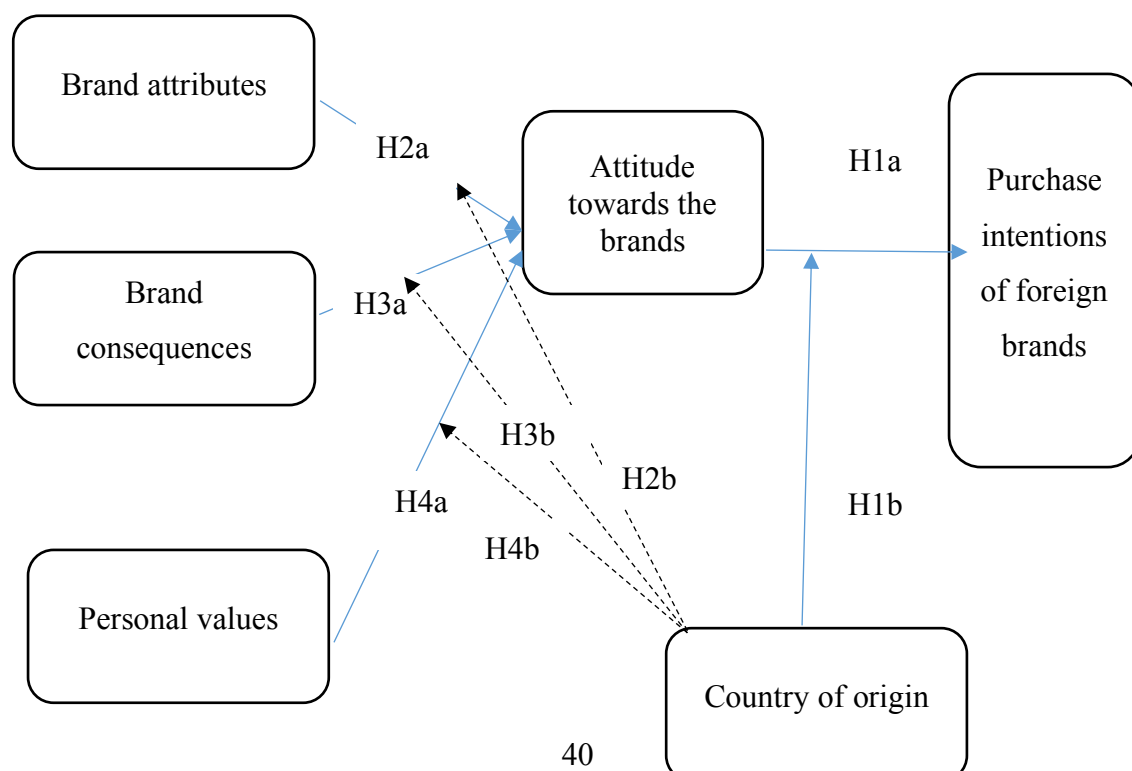 Brand attributes
H2a
Attitude
towards the
brands
H1a
Purchase
intentions
of foreign
brands
Brand
consequences
H3a
H3b
H2b
H4a
H4b
H1b
Personal values
Country of origin
40